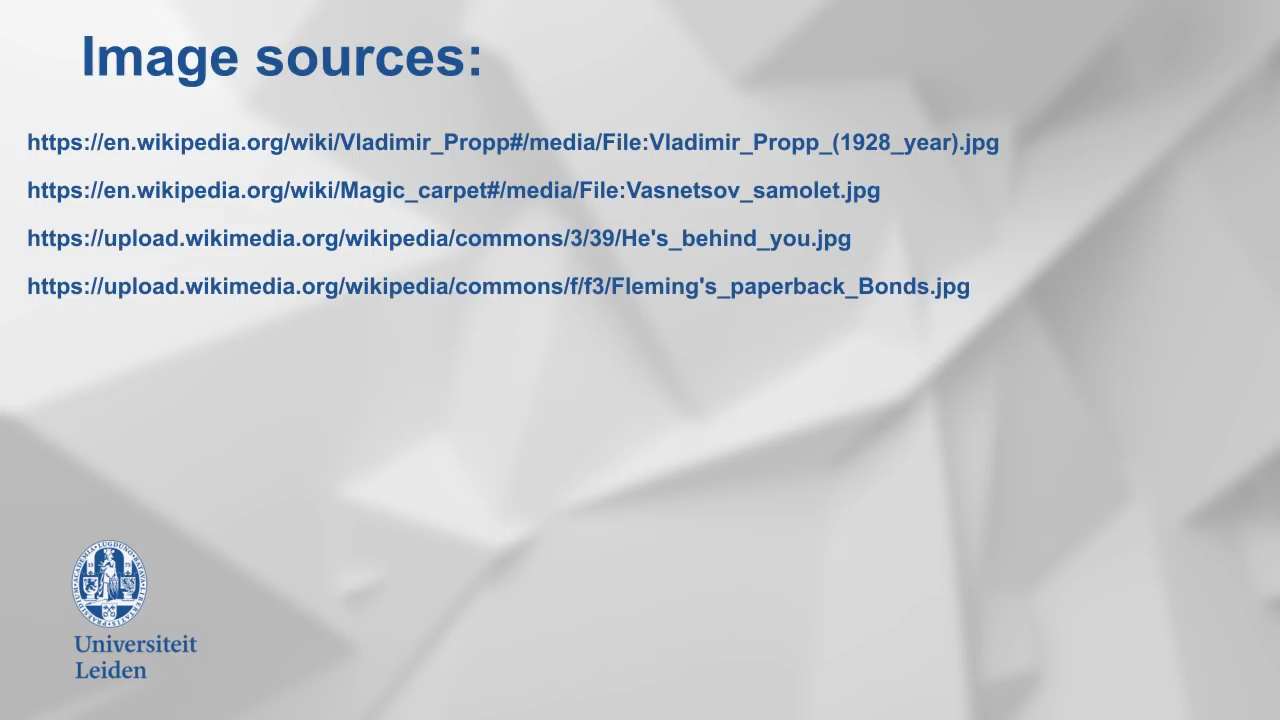 Image sources:
https://en.wikipedia.org/wiki/Vladimir_Propp#/media/File:Vladimir_Propp_(1928_year).jpg
https://en.wikipedia.org/wiki/Magic_carpet#/media/File:Vasnetsov_samolet.jpg
https://upload.wikimedia.org/wikipedia/commons/3/39/He's_behind_you.jpg
https://upload.wikimedia.org/wikipedia/commons/f/f3/Fleming's_paperback_Bonds.jpg
Universiteit
Leiden